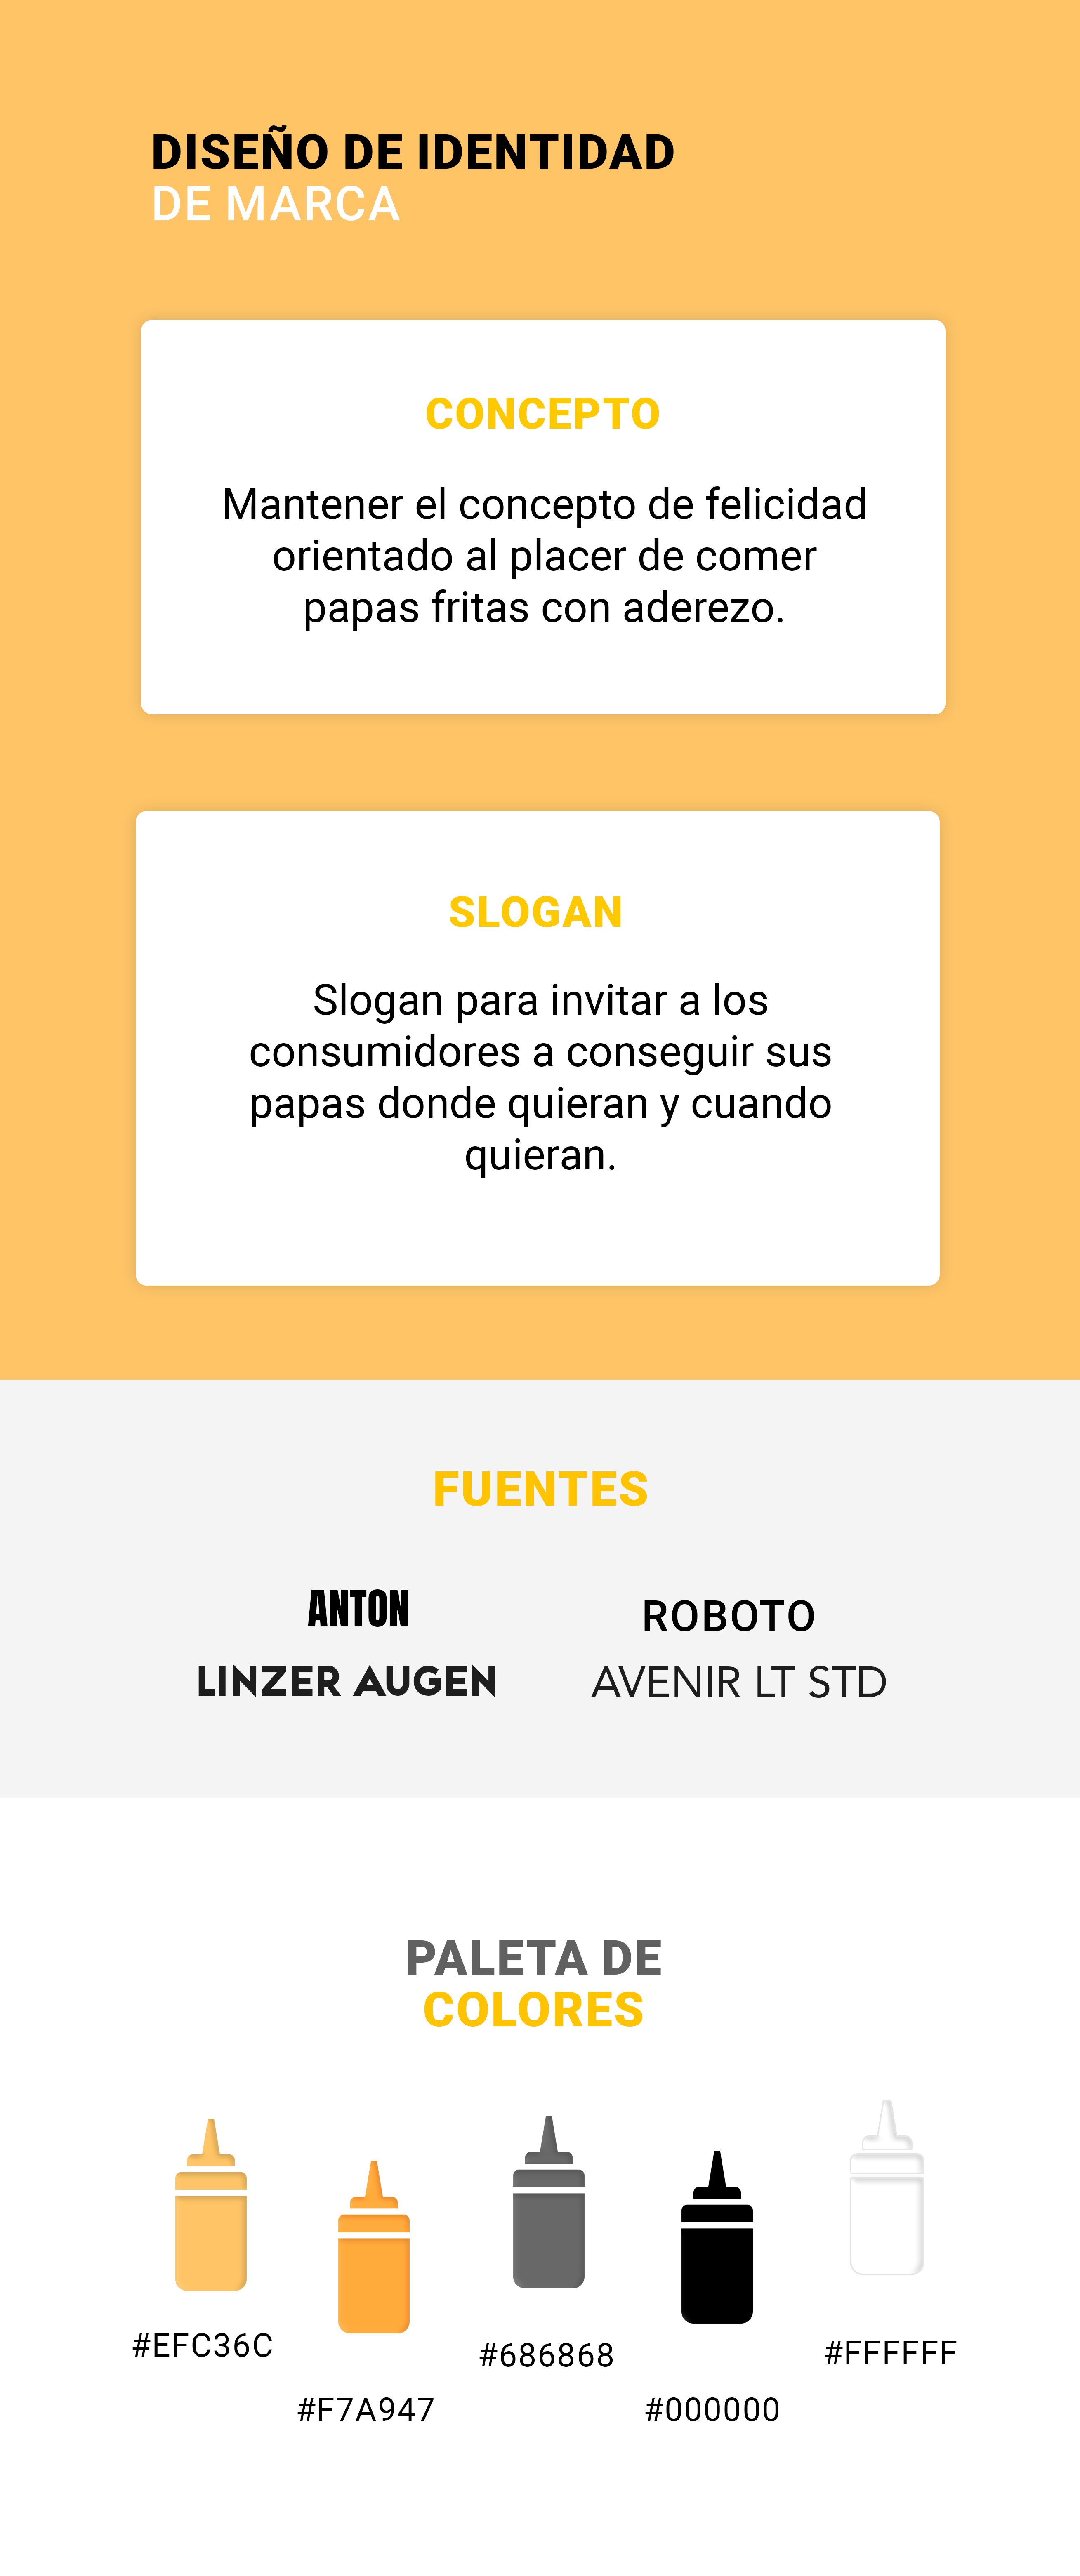 DISEÑO DE IDENTIDAD
DE MARCA
CONCEPTO
Mantener el concepto de felicidad
orientado al placer de comer
papas fritas con aderezo.
SLOGAN
Slogan para invitar a los
consumidores a conseguir sus
papas donde quieran y cuando
quieran.
FUENTES
ANTON
ROBOTO
LINZER AUGEN
AVENIR LT STD
PALETA DE
COLORES
#EFC36C
#F7A947
#686868
#000000
#FFFFFF